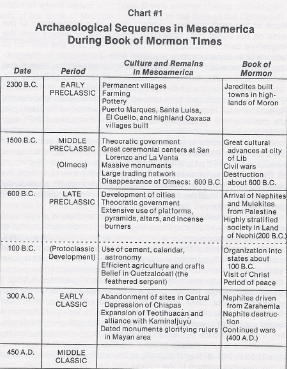 Chart #1
Archaeological Sequences in Mesoamerica
During Book of Mormon Times
Date
Period
Culture and Remains
in Mesoamerica
Book of
Mormon
2300 B.C.
EARLY
PRECLASSIC
Permanent villages
Farming
Pottery
Puerto Marques, Santa Luisa,
El Cuello, and highland Oaxaca
villages built
Jaredites built
towns in high-
lands of Moron
1500 B.C.
MIDDLE
PRECLASSIC
(Olmecs)
Theocratic government
Great ceremonial centers at San
Lorenzo and La Venta
Massive monuments
Large trading network
Disappearance of Olmecs: 600 B.C.
Great cultural
advances at city
of Lib
Civil wars
Destruction
about 600 B.C.
600 B.C.
LATE
PRECLASSIC
Development of cities
Theocratic government
Extensive use of platforms,
pyramids, altars, and incense
burners
Arrival of Nephites
and Mulekites
from Palestine
Highly stratified
society in Land
of Nephi (200 B.C.)
100 B.C.
(Protoclassic
Development)
Use of cement, calendar,
astronomy
Efficient agriculture and crafts
Belief in Quetzalcoatl (the
feathered serpent)
Organization into
states about
100 B.C.
Visit of Christ
Period of peace
300 A.D.
EARLY
CLASSIC
Abandonment of sites in Central
Depression of Chiapas
Expansion of Teotihuacan and
alliance with Kaminaljuyu
Dated monuments glorifying rulers
in Mayan area
Nephites driven
from Zarahemla
Nephite destruc-
tion
Continued wars
(400 A.D.)
450 A.D.
MIDDLE
CLASSIC